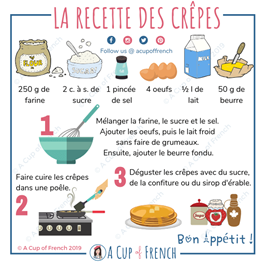 LA RECETTE DES CRÊPES
Follow us @ acupoffrench
FLOUR
250 g de farine
2 c. à s. de sucre
1 pincée de sel
4 oeufs
½ l de lait
50 g de beurre
1
Mélanger la farine, le sucre et le sel.
Ajouter les oeufs, puis le lait froid
sans faire de grumeaux.
Ensuite, ajouter le beurre fondu.
Faire cuire les crêpes
dans une poêle.
2
3
Déguster les crêpes avec du sucre,
de la confiture ou du sirop d'érable.
Bon Appétit !
© A Cup of French 2019
A CUP of FRENCH